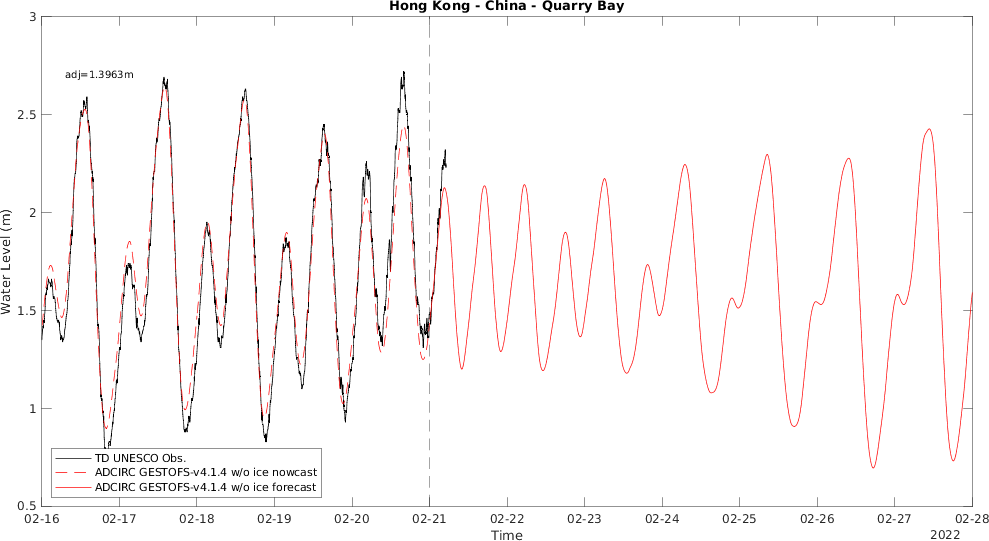 Hong Kong - China - Quarry Bay
3
2.5
2
1.5
1
0.5
Water Level (m)
adj=1.3963m
TD UNESCO Obs.
ADCIRC GESTOFS-v4.1.4 w/o ice nowcast
ADCIRC GESTOFS-v4.1.4 w/o ice forecast
02-16 02-17 02-18 02-19 02-20 02-21 02-22 02-23 02-24 02-25 02-26 02-27 02-28
Time
2022